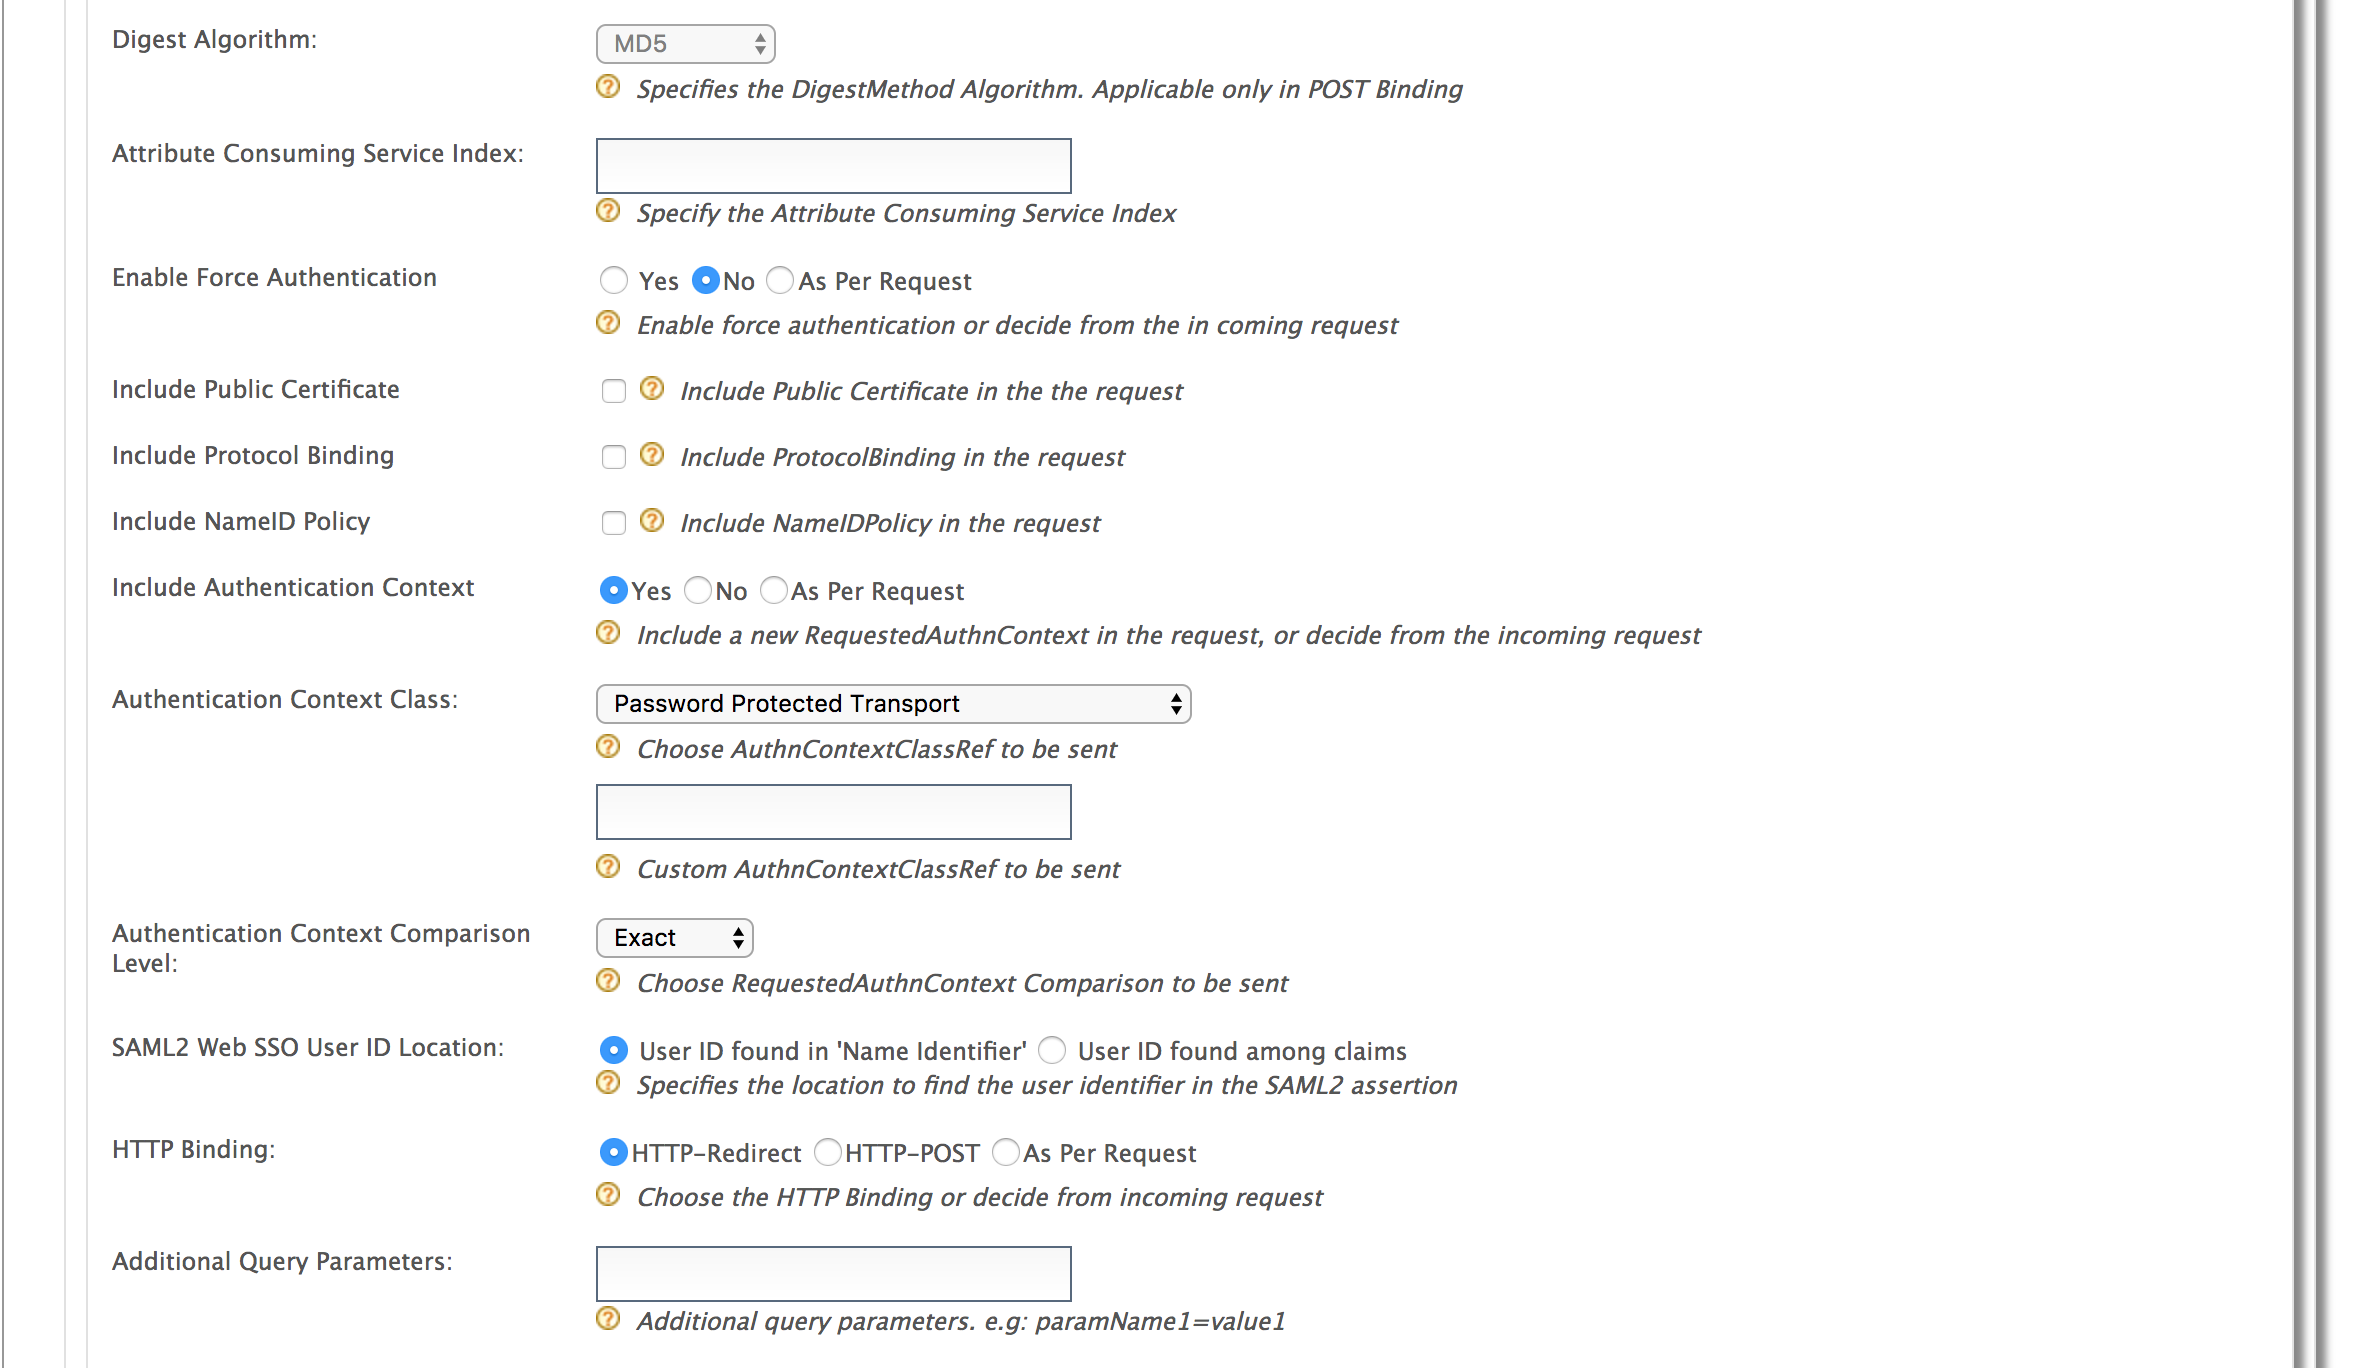 Digest Algorithm:
MD5
Specifies the DigestMethod Algorithm. Applicable only in POST Binding
Attribute Consuming Service Index:
Specify the Attribute Consuming Service Index
Enable Force Authentication
Yes No As Per Request
Enable force authentication or decide from the in coming request
Include Public Certificate
Include Public Certificate in the the request
Include Protocol Binding
Include ProtocolBinding in the request
Include NameID Policy
Include NameIDPolicy in the request
Include Authentication Context
Yes No As Per Request
Include a new RequestedAuthnContext in the request, or decide from the incoming request
Authentication Context Class:
Password Protected Transport
Choose AuthnContextClassRef to be sent
Custom AuthnContextClassRef to be sent
Authentication Context Comparison
Level:
Exact
Choose RequestedAuthnContext Comparison to be sent
SAML2 Web SSO User ID Location:
User ID found in 'Name Identifier' User ID found among claims
Specifies the location to find the user identifier in the SAML2 assertion
HTTP Binding:
HTTP-Redirect HTTP-POST As Per Request
Choose the HTTP Binding or decide from incoming request
Additional Query Parameters:
Additional query parameters. e.g: paramName1=value1